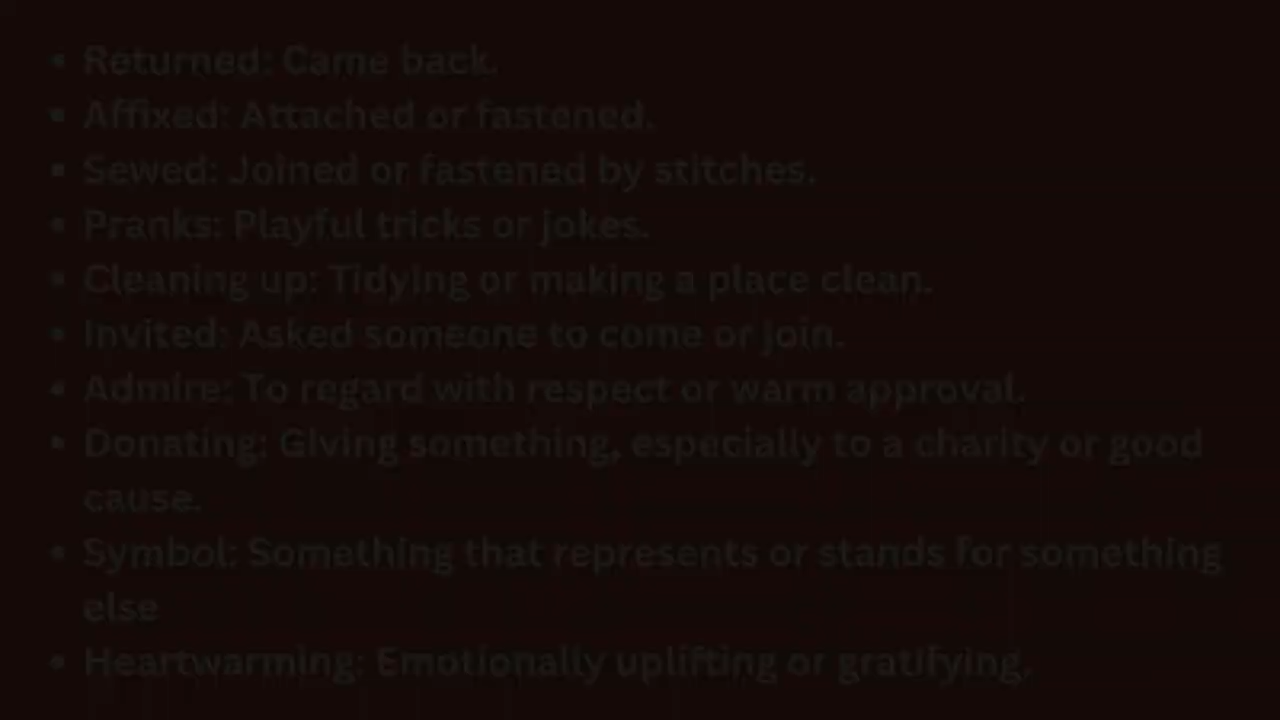 • Returned: Came back.
• Affixed: Attached or fastened.
• Sewed: Joined or fastened by stitches.
• Pranks: Playful tricks or jokes.
• Cleaning up: Tidying or making a place clean.
• Invited: Asked someone to come or join.
• Admire: To regard with respect or warm approval.
• Donating: Giving something, especially to a charity or good
cause.
• Symbol: Something that represents or stands for something
else
• Heartwarming: Emotionally uplifting or gratifying.